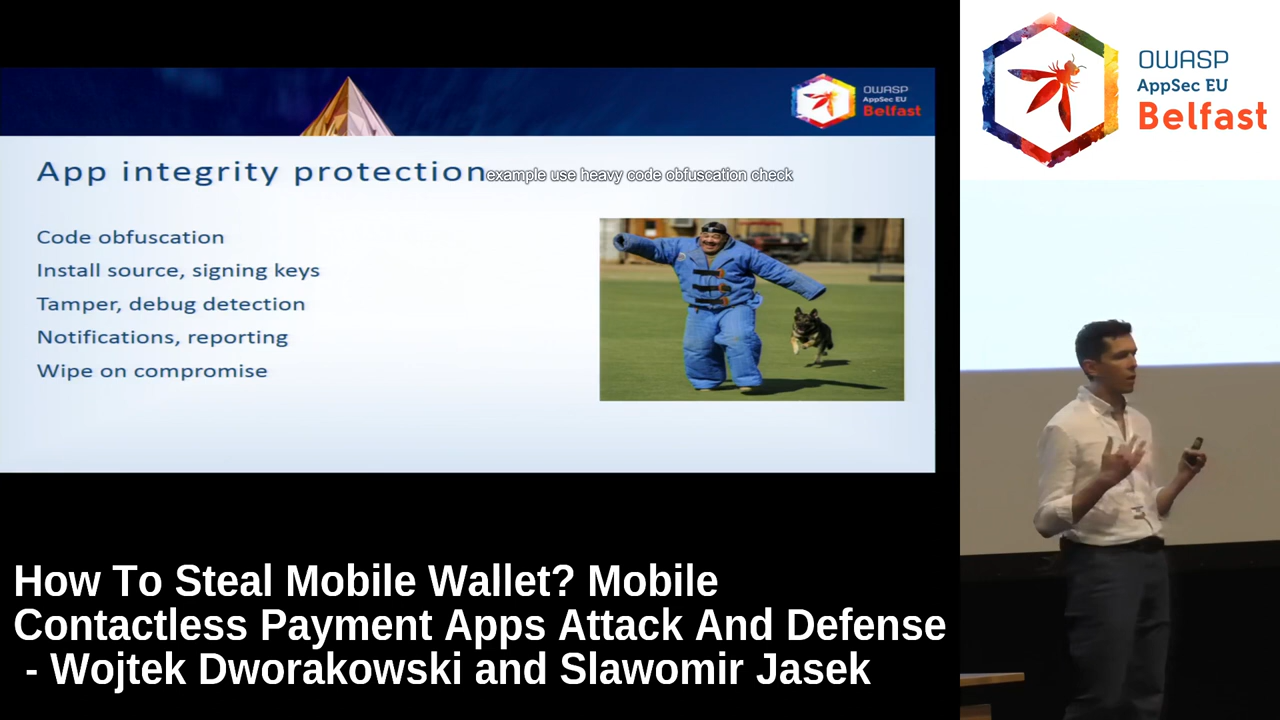 OWASP
AppSec EU
Belfast
OWASP
AppSec EU
Belfast
App integrity protection
example use heavy code obfuscation check
Code obfuscation
Install source, signing keys
Tamper, debug detection
Notifications, reporting
Wipe on compromise
How To Steal Mobile Wallet? Mobile
Contactless Payment Apps Attack And Defense
- Wojtek Dworakowski and Slawomir Jasek